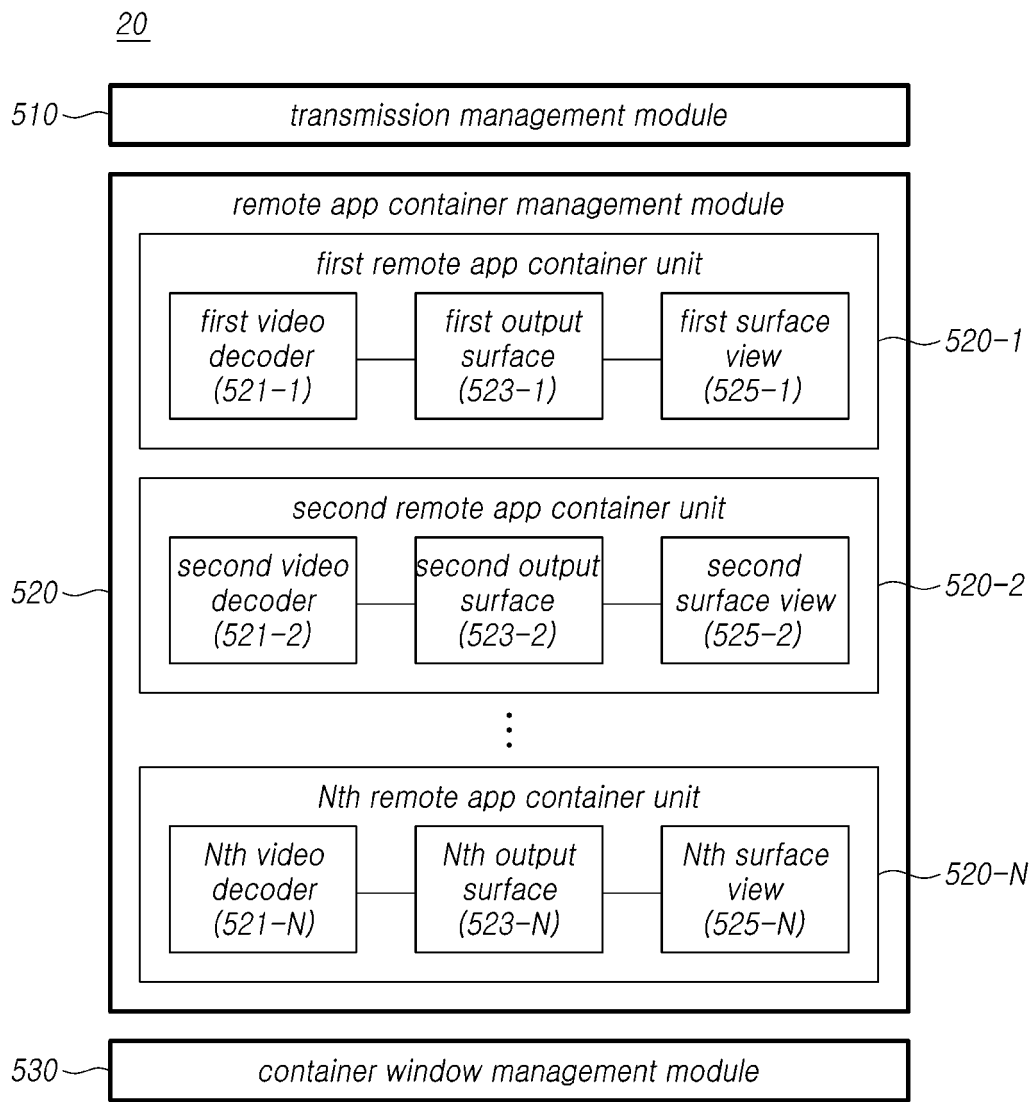 20
510
transmission management module
remote app container management module
first remote app container unit
first video
decoder
(521-1)
first output
surface
(523-1)
first surface
view
(525-1)
520-1
second remote app container unit
second video
decoder
(521-2)
second output
surface
(523-2)
second
surface view
(525-2)
520-2
520
⋮
Nth remote app container unit
Nth video
decoder
(521-N)
Nth output
surface
(523-N)
Nth surface
view
(525-N)
520-N
530
container window management module